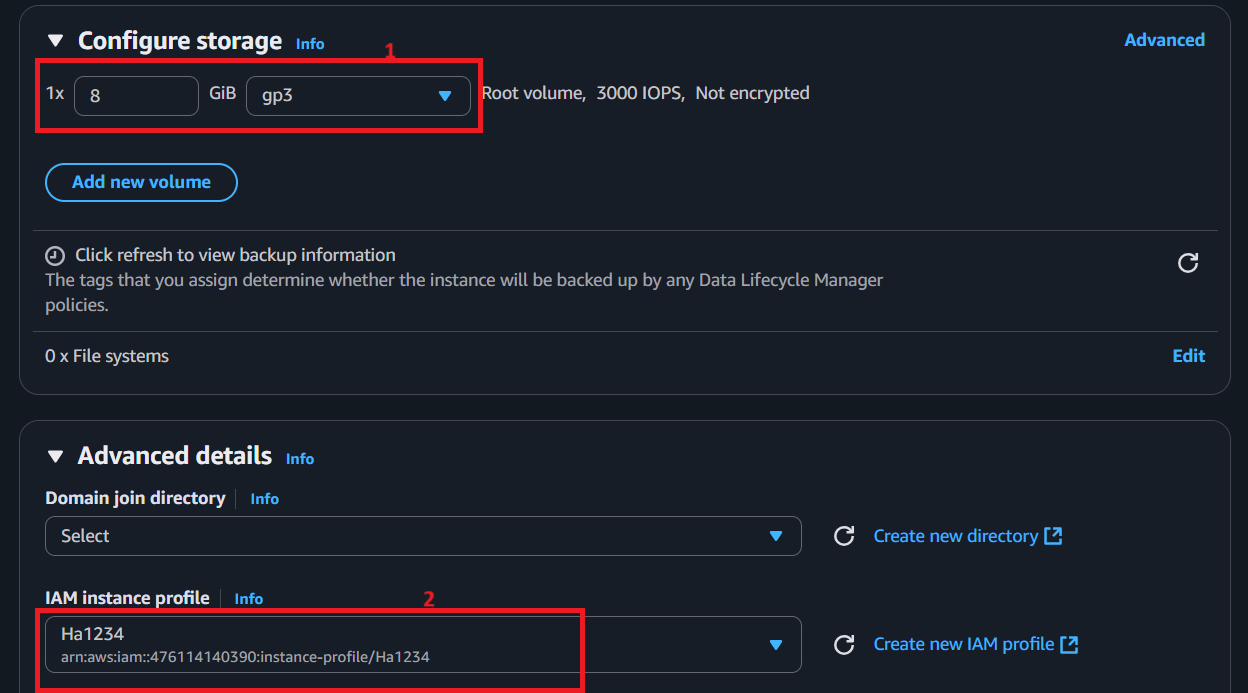 Configure storage Info Advanced
1
1x 8 GiB gp3 Root volume, 3000 IOPS, Not encrypted
Add new volume
Click refresh to view backup information
The tags that you assign determine whether the instance will be backed up by any Data Lifecycle Manager
policies.
0 x File systems Edit
Advanced details Info
Domain join directory Info
Select Create new directory
IAM instance profile Info 2
Ha1234
arn:aws:iam::476114140390:instance-profile/Ha1234
Create new IAM profile